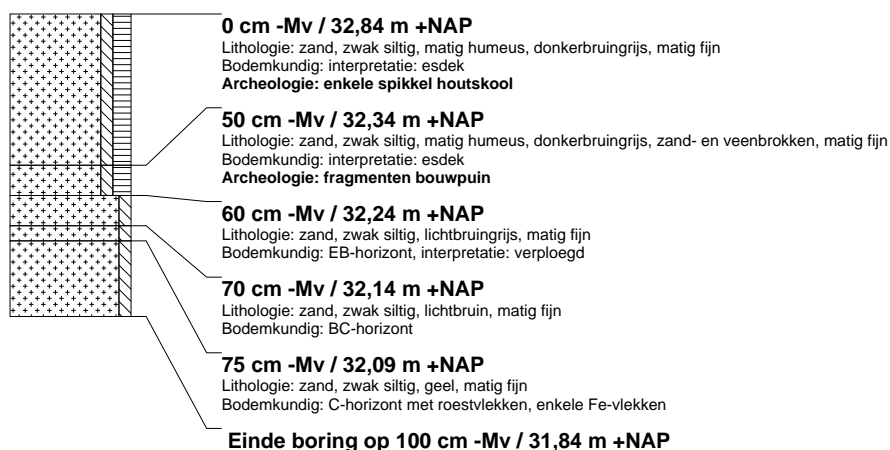 0 cm -Mv / 32,84 m +NAP
Lithologie: zand, zwak siltig, matig humeus, donkerbruingrijs, matig fijn
Bodemkundig: interpretatie: esdek
Archeologie: enkele spikkel houtskool
50 cm -Mv / 32,34 m +NAP
Lithologie: zand, zwak siltig, matig humeus, donkerbruingrijs, zand- en veenbrokken, matig fijn
Bodemkundig: interpretatie: esdek
Archeologie: fragmenten bouwpuin
60 cm -Mv / 32,24 m +NAP
Lithologie: zand, zwak siltig, lichtbruingrijs, matig fijn
Bodemkundig: EB-horizont, interpretatie: verploegd
70 cm -Mv / 32,14 m +NAP
Lithologie: zand, zwak siltig, lichtbruin, matig fijn
Bodemkundig: BC-horizont
75 cm -Mv / 32,09 m +NAP
Lithologie: zand, zwak siltig, geel, matig fijn
Bodemkundig: C-horizont met roestvlekken, enkele Fe-vlekken
Einde boring op 100 cm -Mv / 31,84 m +NAP